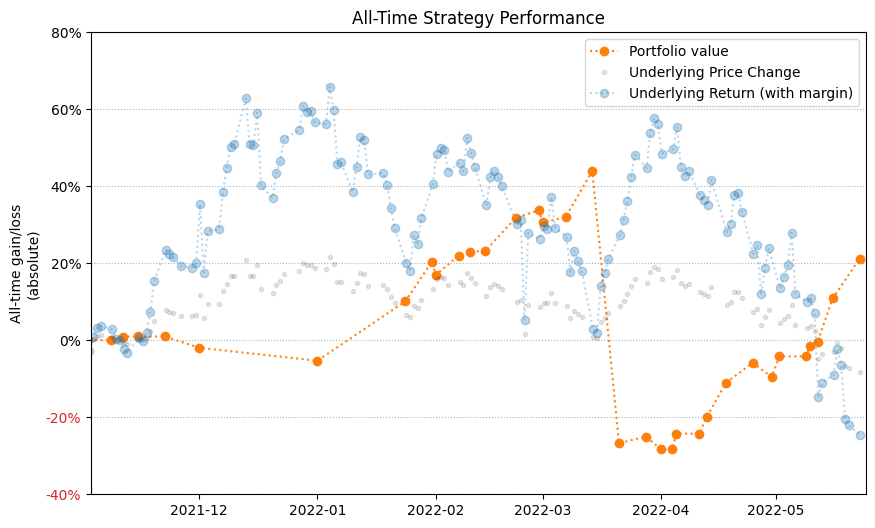 All-Time Strategy Performance
All-time gain/loss
(absolute)
80%
60%
40%
20%
0%
-20%
-40%
Portfolio value
Underlying Price Change
Underlying Return (with margin)
2021-12
2022-01
2022-02
2022-03
2022-04
2022-05